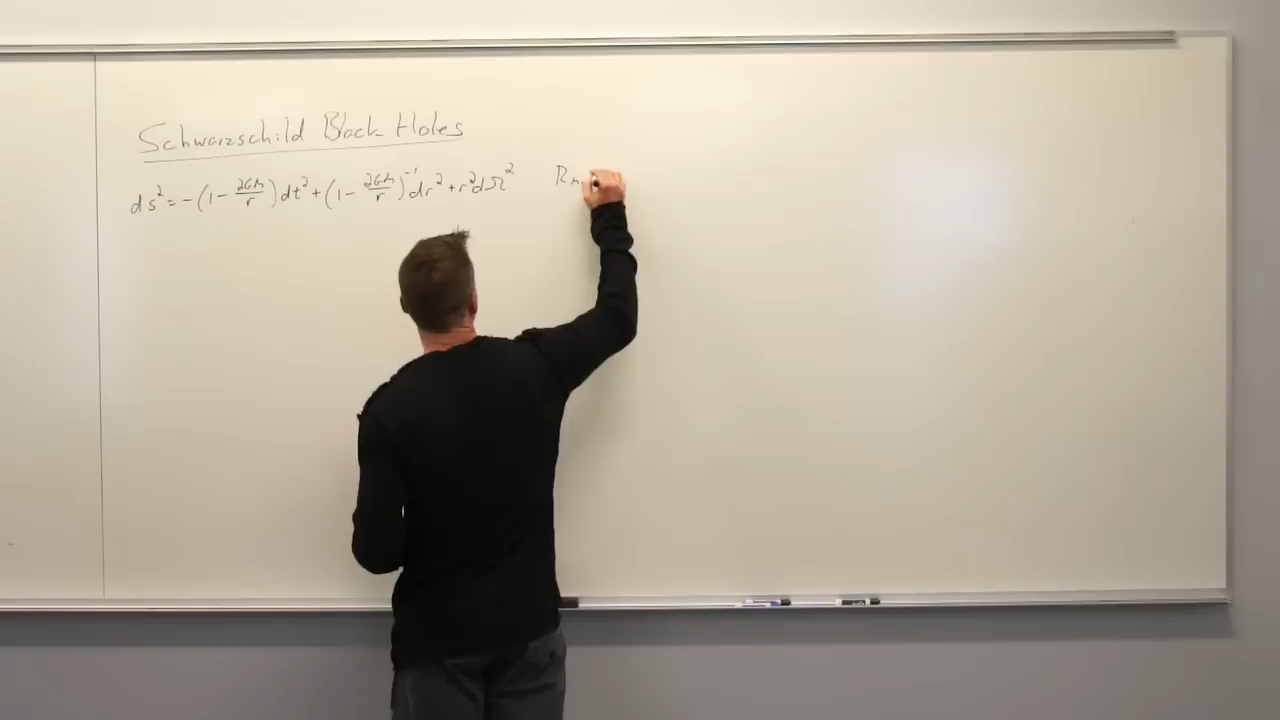 Schwarzschild Black Holes
ds² = -(1 - 2GM/r)dt² + (1 - 2GM/r)⁻¹dr² + r²dΩ² R